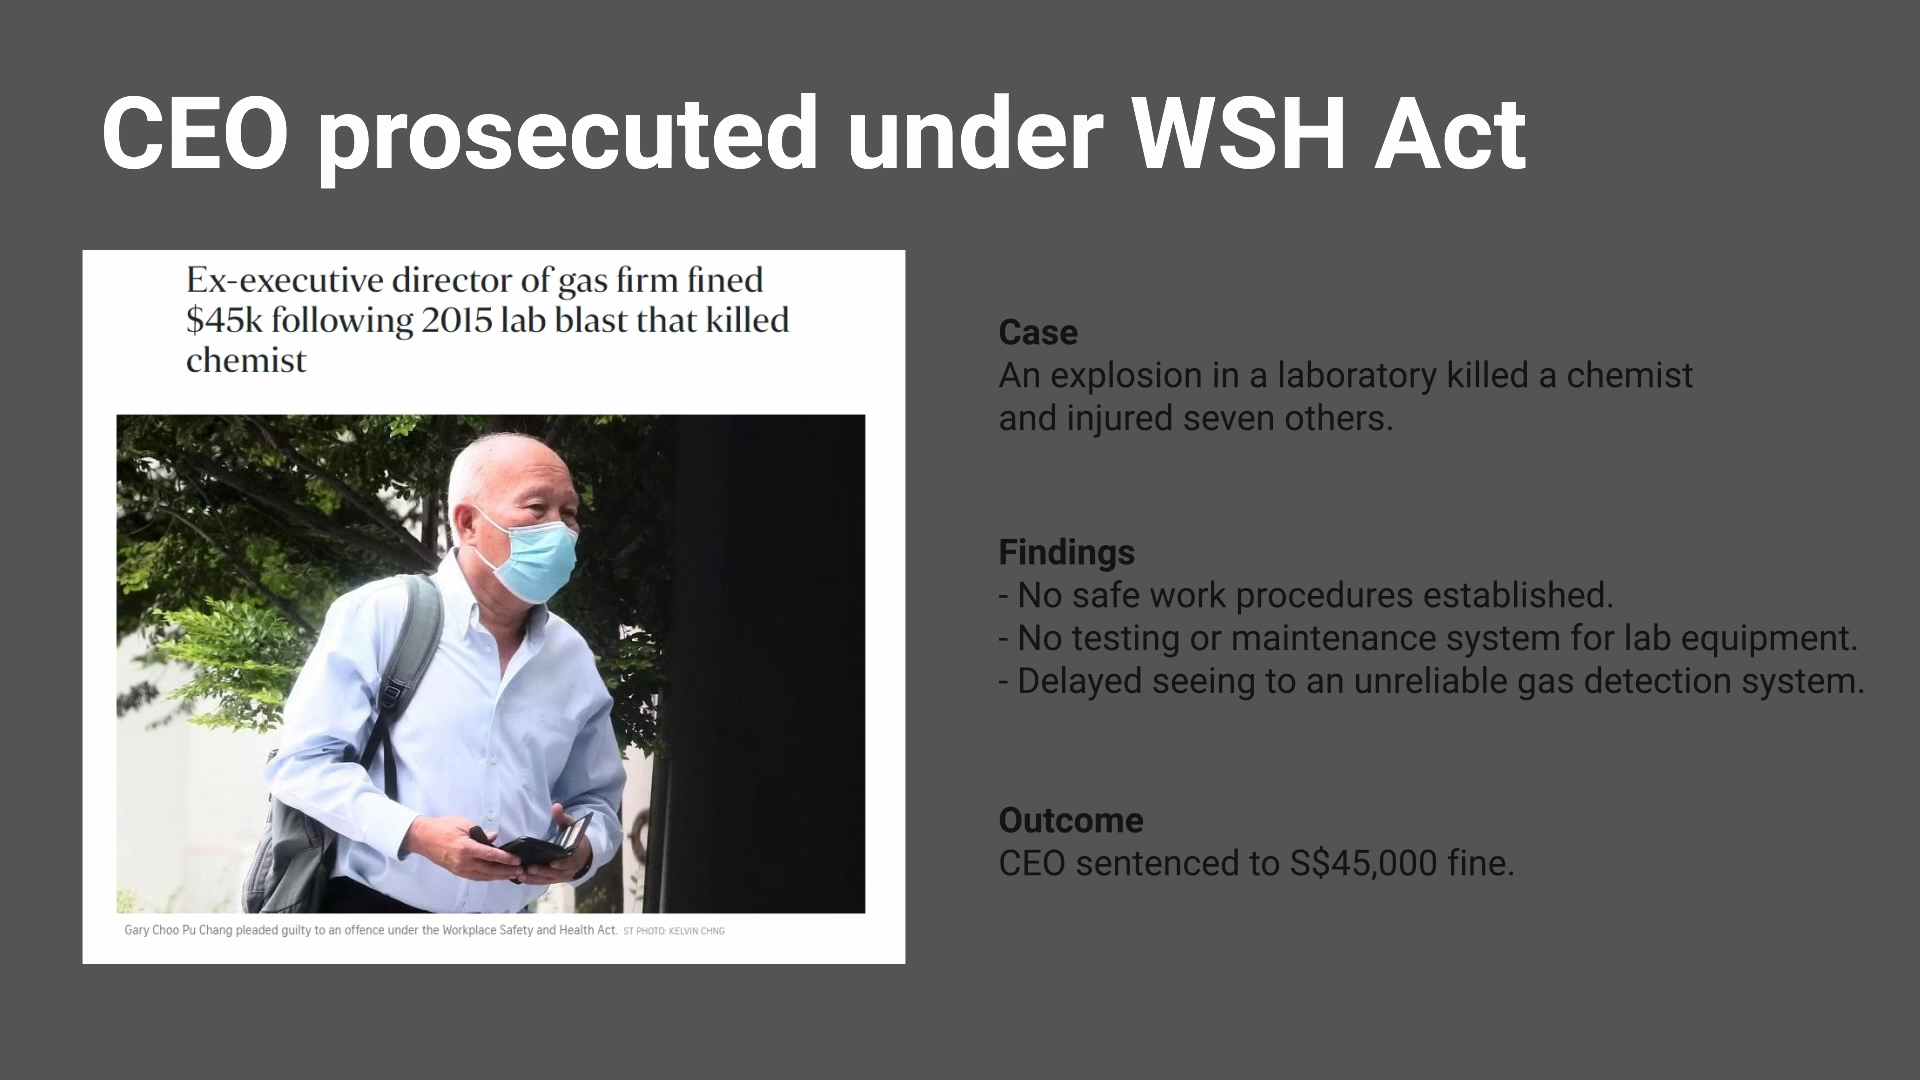 CEO prosecuted under WSH Act
Ex-executive director of gas firm fined
$45k following 2015 lab blast that killed
chemist
Gary Choo Pu Chang pleaded guilty to an offence under the Workplace Safety and Health Act. ST PHOTO: KELVIN CHNG
Case
An explosion in a laboratory killed a chemist
and injured seven others.
Findings
- No safe work procedures established.
- No testing or maintenance system for lab equipment.
- Delayed seeing to an unreliable gas detection system.
Outcome
CEO sentenced to S$45,000 fine.